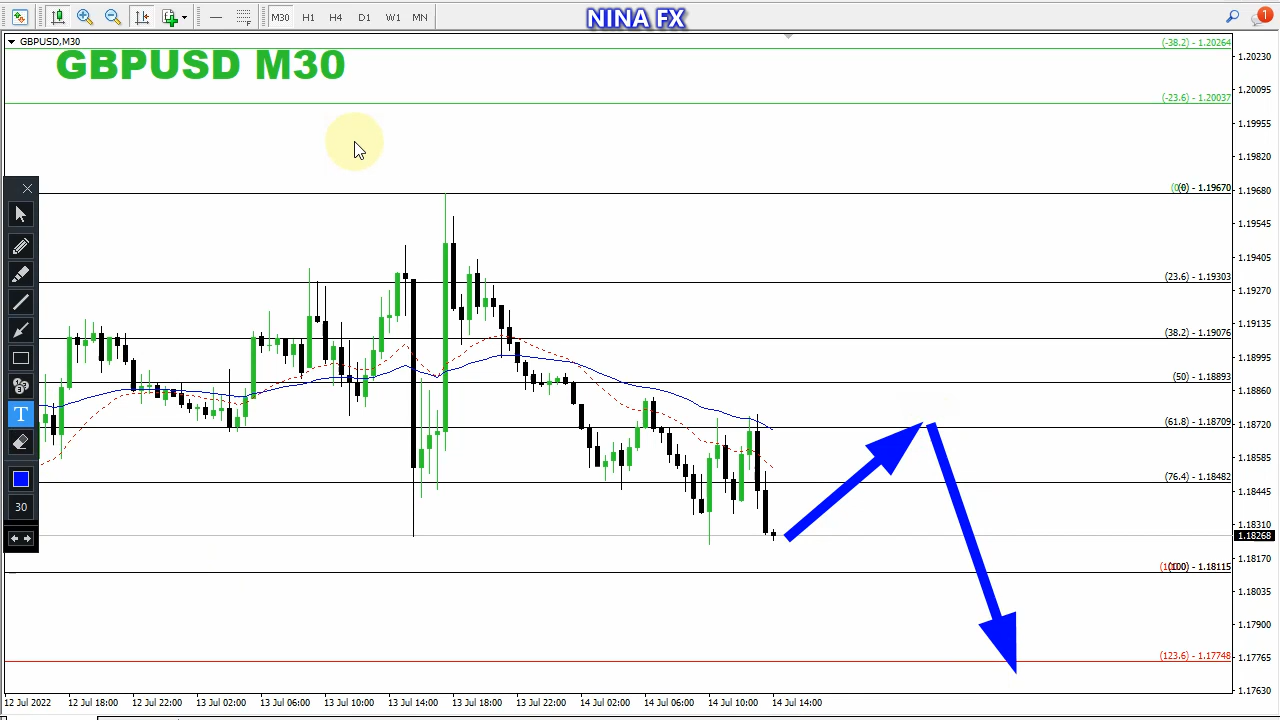 M30 H1 H4 D1 W1 MN
NINA FX
1
GBPUSD,M30
GBPUSD M30
(-38.2) - 1.20264
1.20230
1.20095
(-23.6) - 1.20037
1.19955
1.19820
(0) - 1.19670
1.19680
1.19545
1.19405
(23.6) - 1.19303
1.19270
1.19135
(38.2) - 1.19076
1.18995
(50) - 1.18893
1.18860
(61.8) - 1.18709
1.18720
1.18585
(76.4) - 1.18482
1.18445
1.18310
1.18268
1.18170
(100) - 1.18115
1.18035
1.17900
1.17765
(123.6) - 1.17748
1.17630
T
30
12 Jul 2022 12 Jul 18:00 12 Jul 22:00 13 Jul 02:00 13 Jul 06:00 13 Jul 10:00 13 Jul 14:00 13 Jul 18:00 13 Jul 22:00 14 Jul 02:00 14 Jul 06:00 14 Jul 10:00 14 Jul 14:00